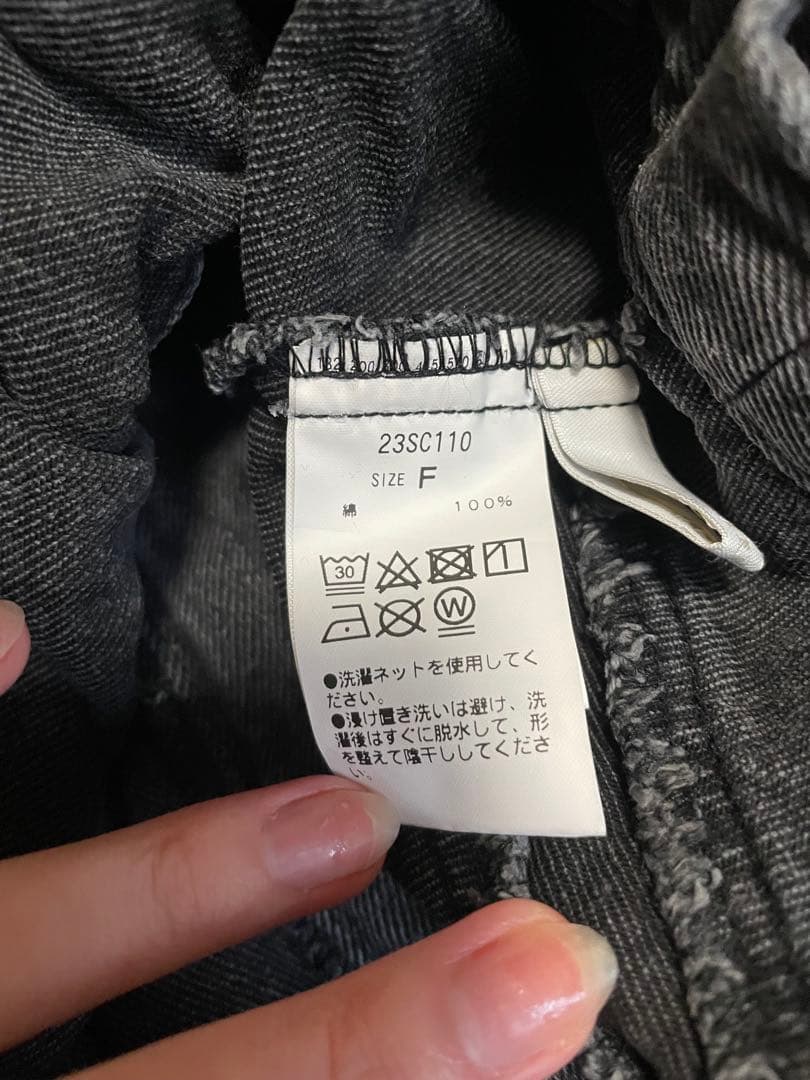 23SC110
SIZE F
綿 100%
30
W
●洗濯ネットを使用してく
ださい。
●浸け置き洗いは避け、洗
濯後はすぐに脱水して、形
を整えて陰干ししてくださ
い。